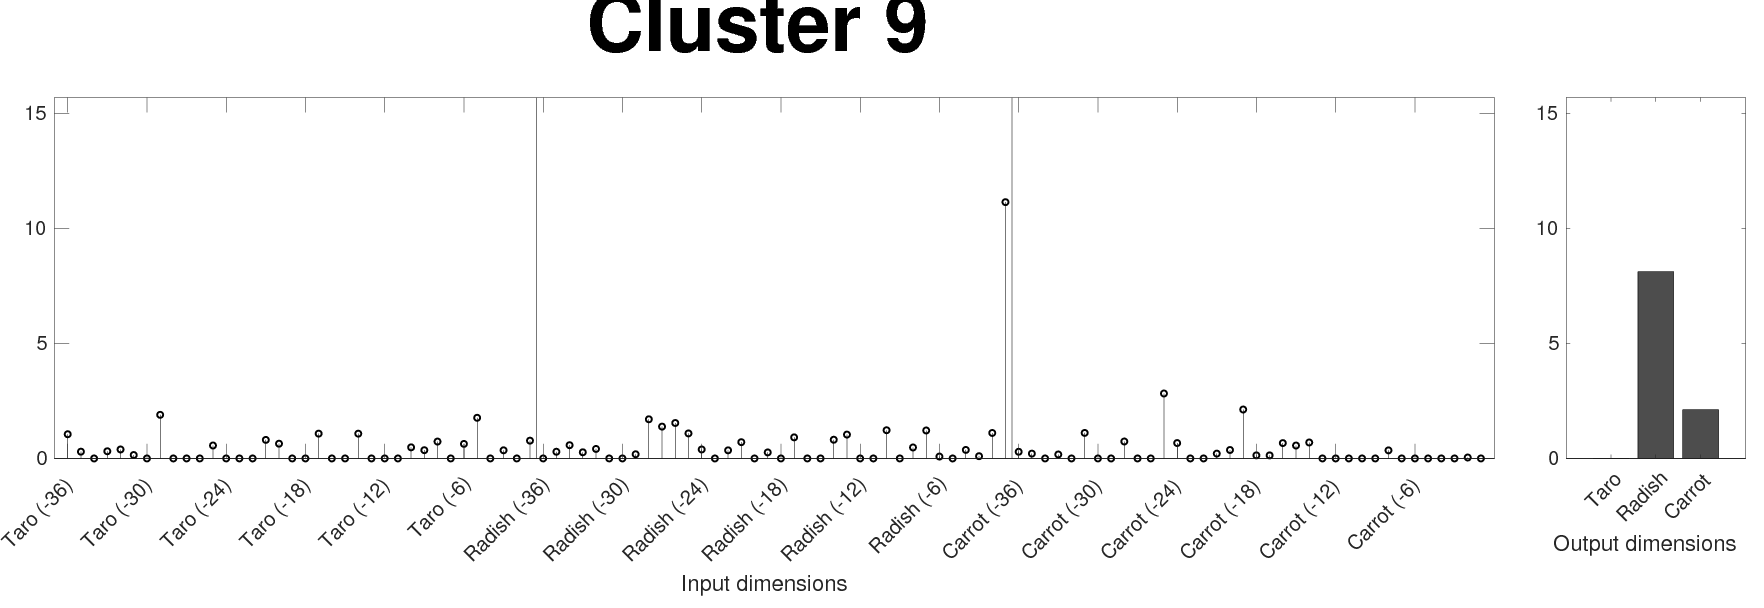 Cluster 9
15
10
5
0
Taro (-36)
Taro (-30)
Taro (-24)
Taro (-18)
Taro (-12)
Taro (-6)
Radish (-36)
Radish (-30)
Radish (-24)
Radish (-18)
Radish (-12)
Radish (-6)
Carrot (-36)
Carrot (-30)
Carrot (-24)
Carrot (-18)
Carrot (-12)
Carrot (-6)
Input dimensions
15
10
5
0
Taro
Radish
Carrot
Output dimensions